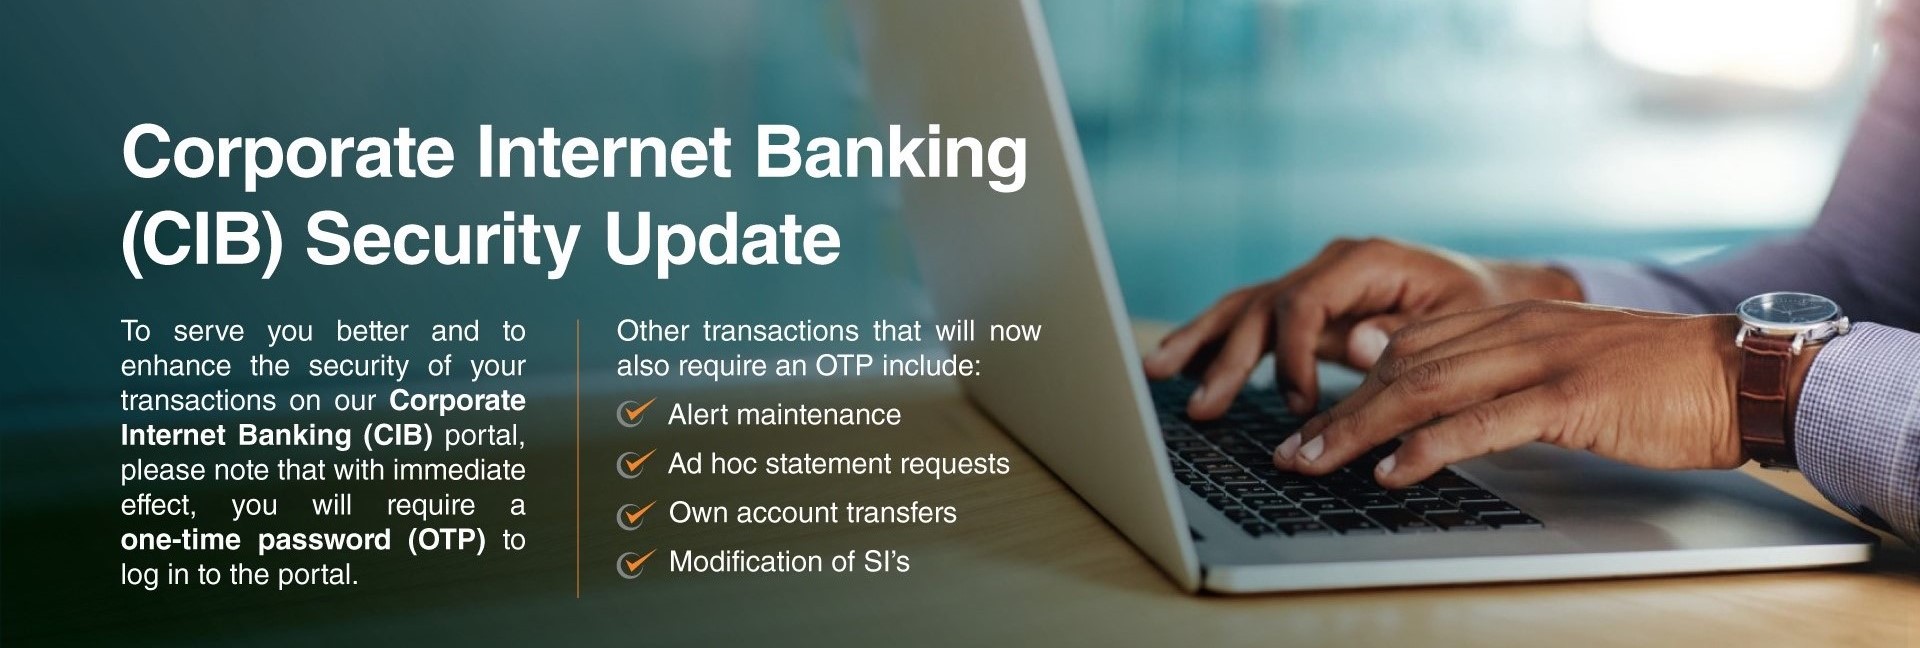 Corporate Internet Banking
(CIB) Security Update
To serve you better and to
enhance the security of your
transactions on our Corporate
Internet Banking (CIB) portal,
please note that with immediate
effect, you will require a
one-time password (OTP) to
log in to the portal.
Other transactions that will now
also require an OTP include:
Alert maintenance
Ad hoc statement requests
Own account transfers
Modification of SI’s